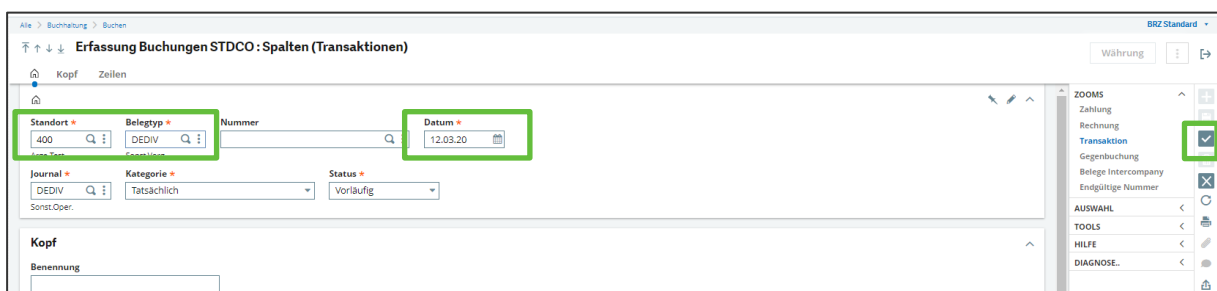 Alle > Buchhaltung > Buchen
BRZ Standard
Erfassung Buchungen STDCO : Spalten (Transaktionen)
Währung
Kopf Zeilen
Standort * Belegtyp * Nummer Datum *
400 DEDIV 12.03.20
Journal * Kategorie * Status *
DEDIV Tatsächlich Vorläufig
Sonst.Oper.
Kopf
Benennung
ZOOMS
Zahlung
Rechnung
Transaktion
Gegenbuchung
Belege Intercompany
Endgültige Nummer
AUSWAHL
TOOLS
HILFE
DIAGNOSE..